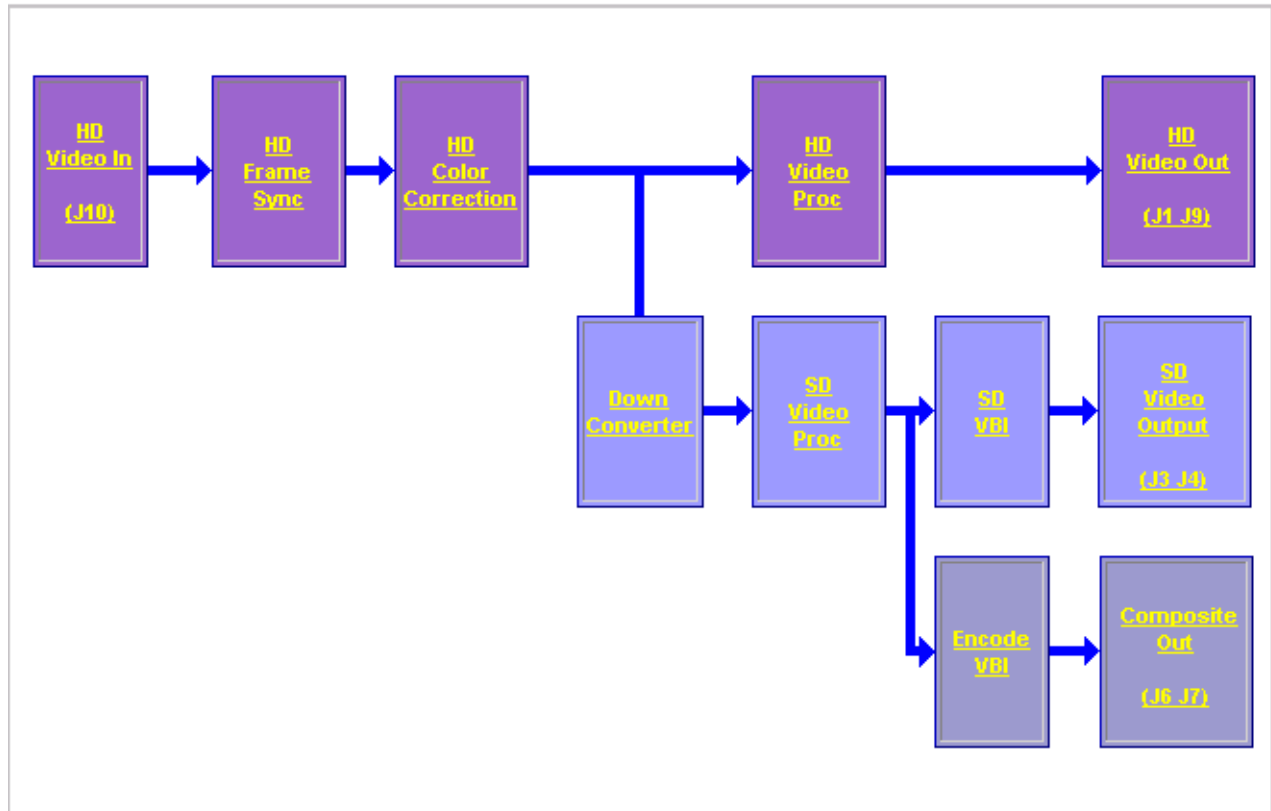 HD
Video In
(J10)
HD
Frame
Sync
HD
Color
Correction
HD
Video
Proc
HD
Video Out
(J1 J9)
Down
Converter
SD
Video
Proc
SD
VBI
SD
Video
Output
(J3 J4)
Encode
VBI
Composite
Out
(J6 J7)